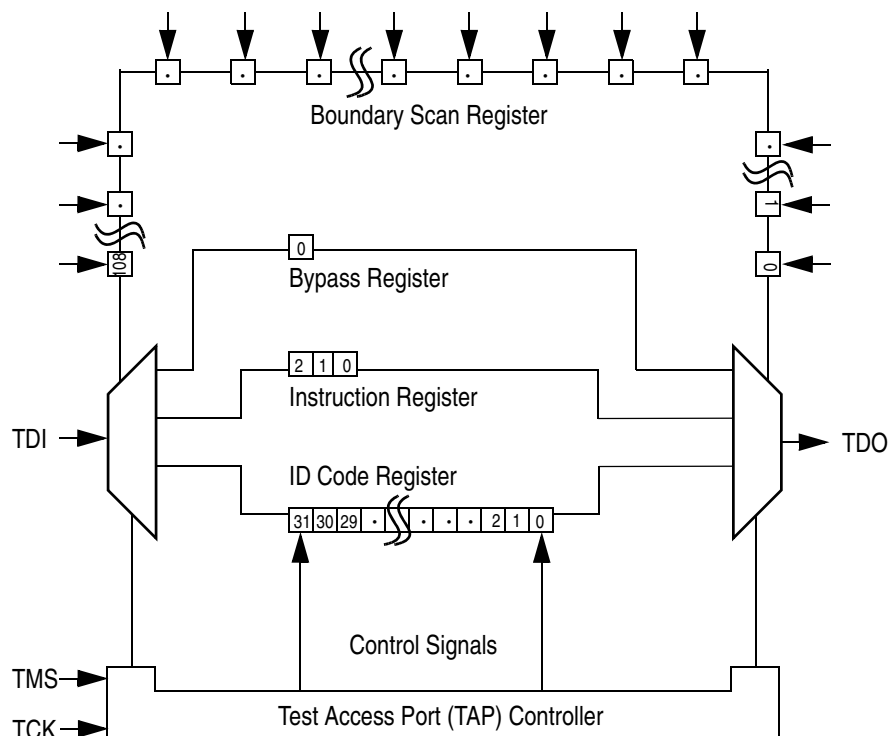 Boundary Scan Register
108
1
0
0
Bypass Register
2 1 0
Instruction Register
TDI
TDO
ID Code Register
31 30 29 · · · · 2 1 0
Control Signals
TMS
Test Access Port (TAP) Controller
TCK